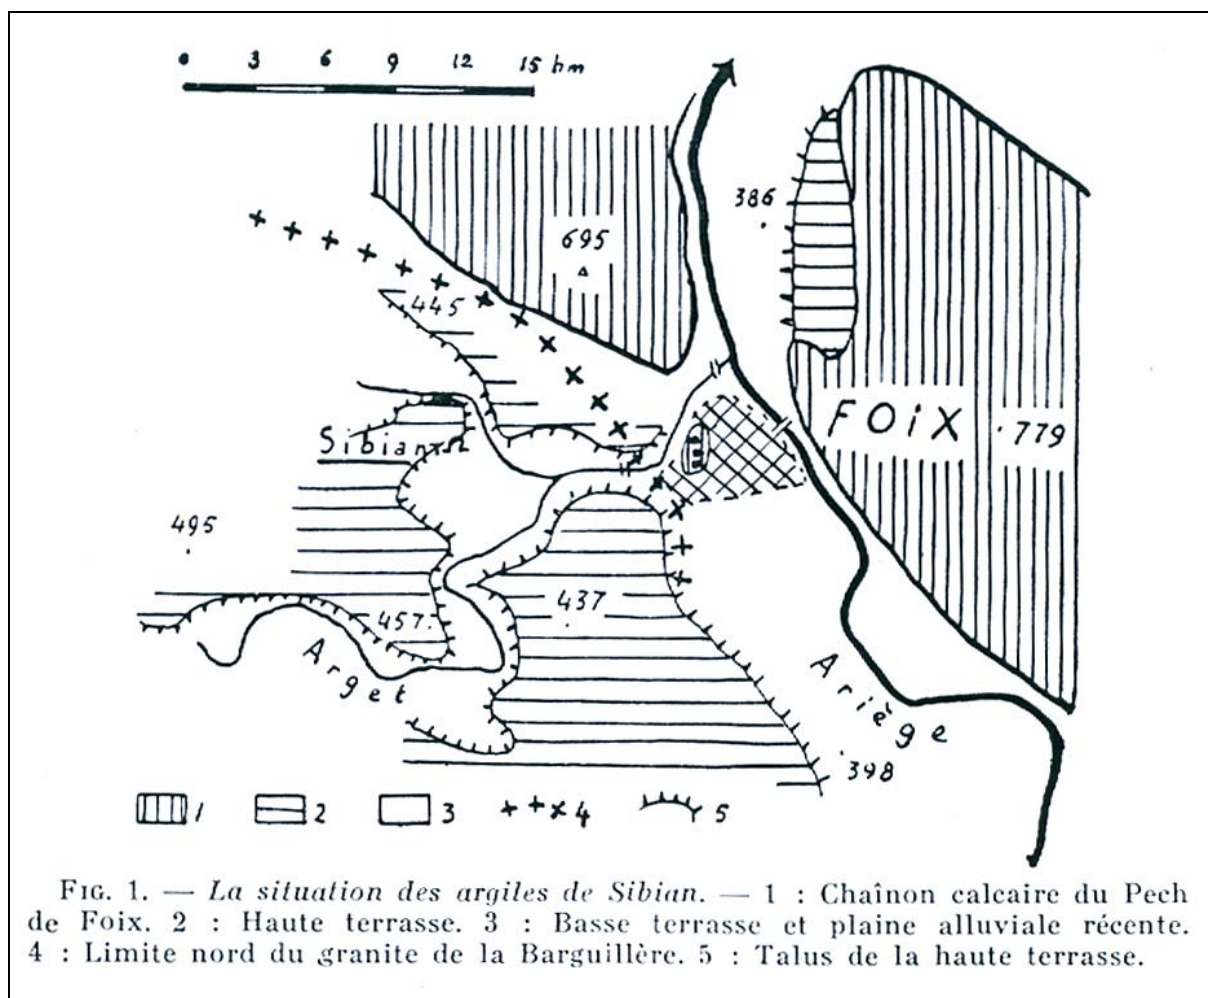 0 3 6 9 12 15 hm
386
695
445
FOiX
779
Sibian
495
437
457
Arget
Ariège
398
1 2 3 4 5
FIG. 1. — La situation des argiles de Sibian. — 1 : Chaînon calcaire du Pech
de Foix. 2 : Haute terrasse. 3 : Basse terrasse et plaine alluviale récente.
4 : Limite nord du granite de la Barguillère. 5 : Talus de la haute terrasse.